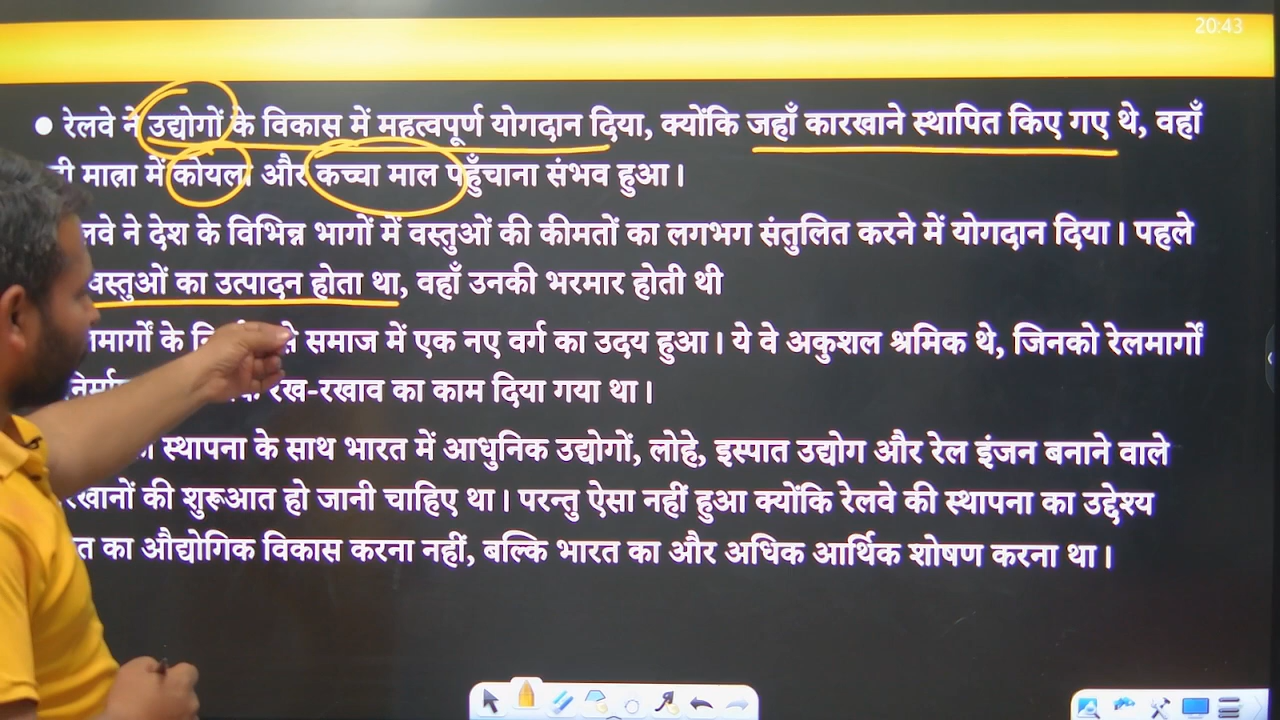 20:43
• रेलवे ने उद्योगों के विकास में महत्वपूर्ण योगदान दिया, क्योंकि जहाँ कारखाने स्थापित किए गए थे, वहाँ
मात्रा में कोयला और कच्चा माल पहुँचाना संभव हुआ।
ने देश के विभिन्न भागों में वस्तुओं की कीमतों का लगभग संतुलित करने में योगदान दिया। पहले
वस्तुओं का उत्पादन होता था, वहाँ उनकी भरमार होती थी
के समाज में एक नए वर्ग का उदय हुआ। ये वे अकुशल श्रमिक थे, जिनको रेलमार्गों
रख-रखाव का काम दिया गया था।
स्थापना के साथ भारत में आधुनिक उद्योगों, लोहे, इस्पात उद्योग और रेल इंजन बनाने वाले
की शुरूआत हो जानी चाहिए था। परन्तु ऐसा नहीं हुआ क्योंकि रेलवे की स्थापना का उद्देश्य
का औद्योगिक विकास करना नहीं, बल्कि भारत का और अधिक आर्थिक शोषण करना था।